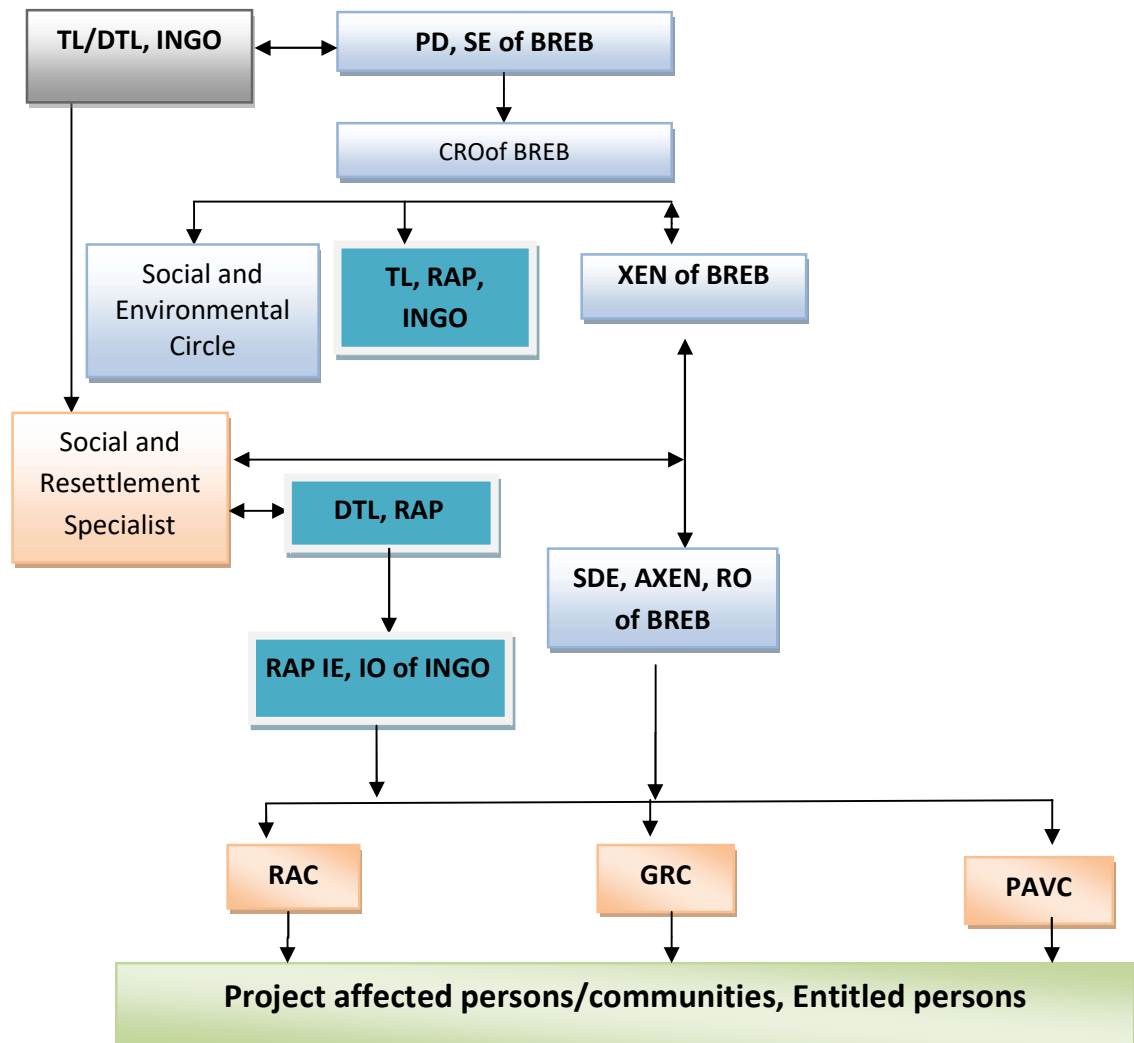 TL/DTL, INGO
PD, SE of BREB
CROof BREB
Social and
Environmental
Circle
TL, RAP,
INGO
XEN of BREB
Social and
Resettlement
Specialist
DTL, RAP
SDE, AXEN, RO
of BREB
RAP IE, IO of INGO
RAC
GRC
PAVC
Project affected persons/communities, Entitled persons